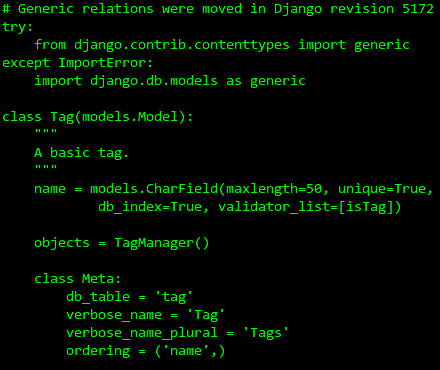 # Generic relations were moved in Django revision 5172
try:
    from django.contrib.contenttypes import generic
except ImportError:
    import django.db.models as generic

class Tag(models.Model):
    """
    A basic tag.
    """
    name = models.CharField(maxlength=50, unique=True,
            db_index=True, validator_list=[isTag])

    objects = TagManager()

    class Meta:
        db_table = 'tag'
        verbose_name = 'Tag'
        verbose_name_plural = 'Tags'
        ordering = ('name',)